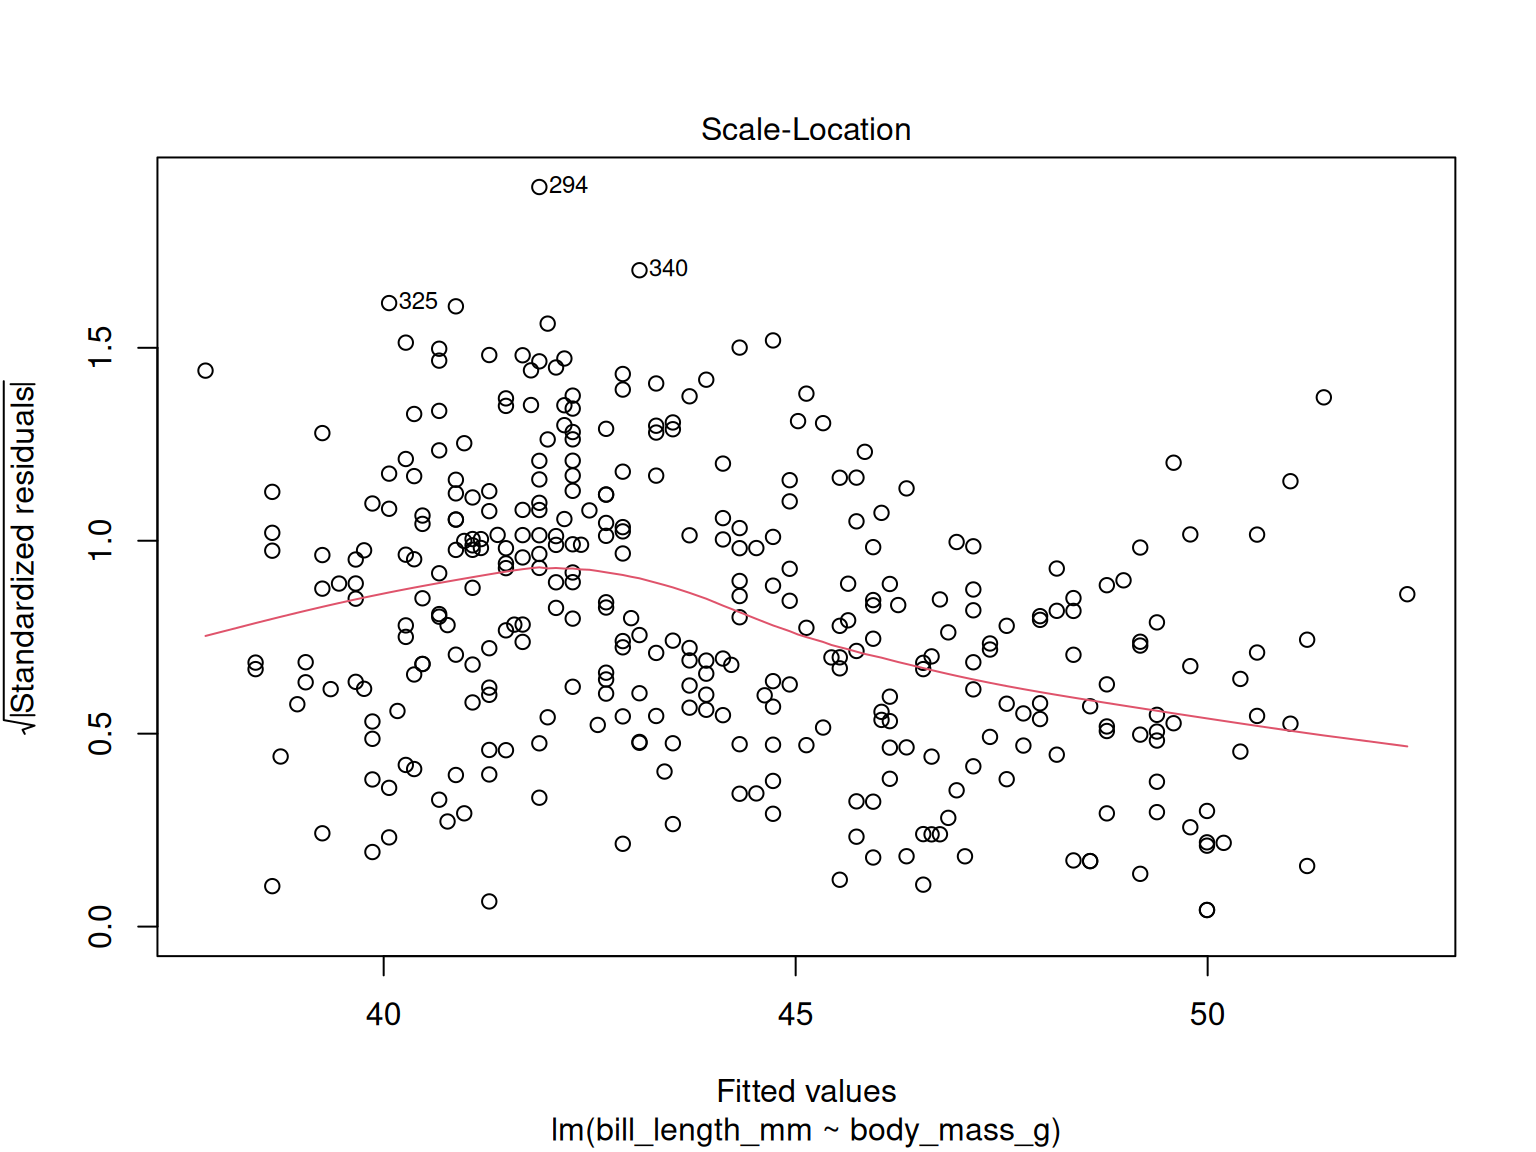 Scale-Location
294
340
325
√|Standardized residuals|
1.5
1.0
0.5
0.0
40 45 50
Fitted values
lm(bill_length_mm ~ body_mass_g)